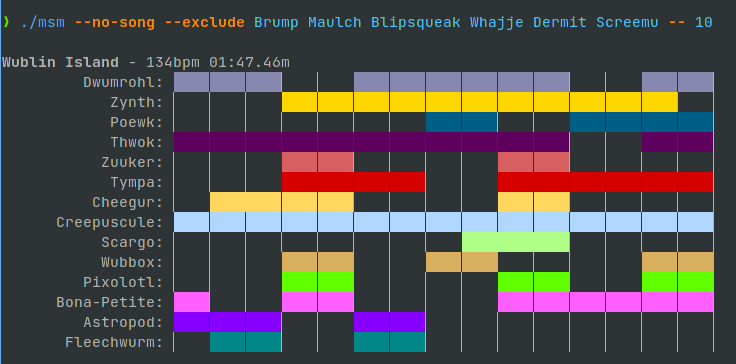 ❯ ./msm --no-song --exclude Brump Maulch Blipsqueak Whajje Dermit Screemu -- 10
Wublin Island - 134bpm 01:47.46m
Dwumrohl:
Zynth:
Poewk:
Thwok:
Zuuker:
Tympa:
Cheegur:
Creepuscule:
Scargo:
Wubbox:
Pixolotl:
Bona-Petite:
Astropod:
Fleechwurm: